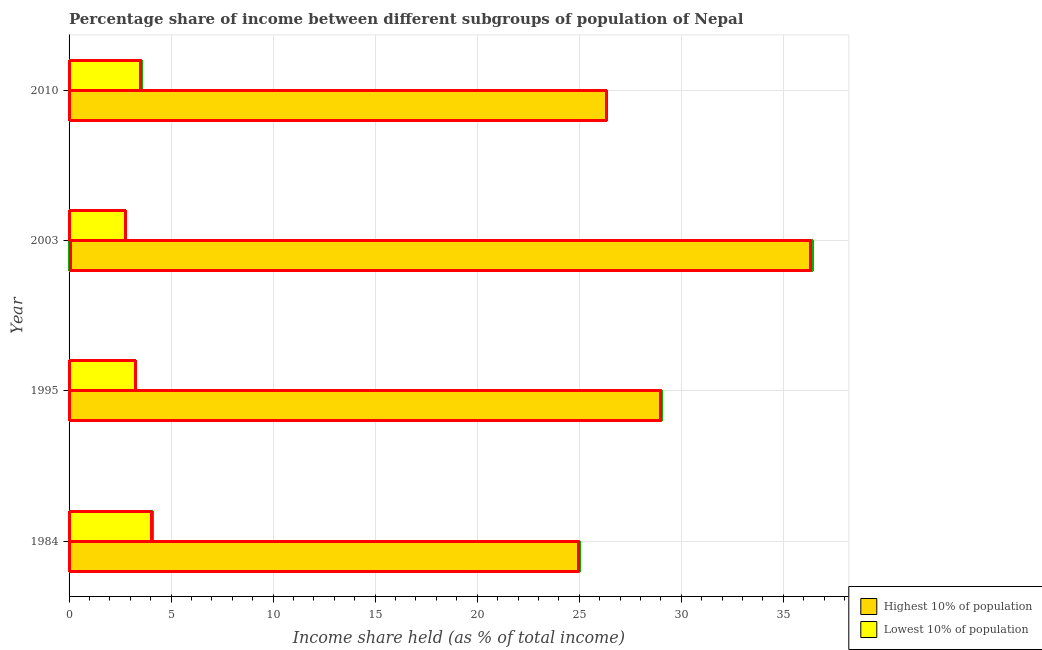 Percentage share of income between different subgroups of population of Nepal
2010
2003
1995
1984
Year
0
5
10
15
20
25
30
35
Income share held (as % of total income)
Highest 10% of population
Lowest 10% of population